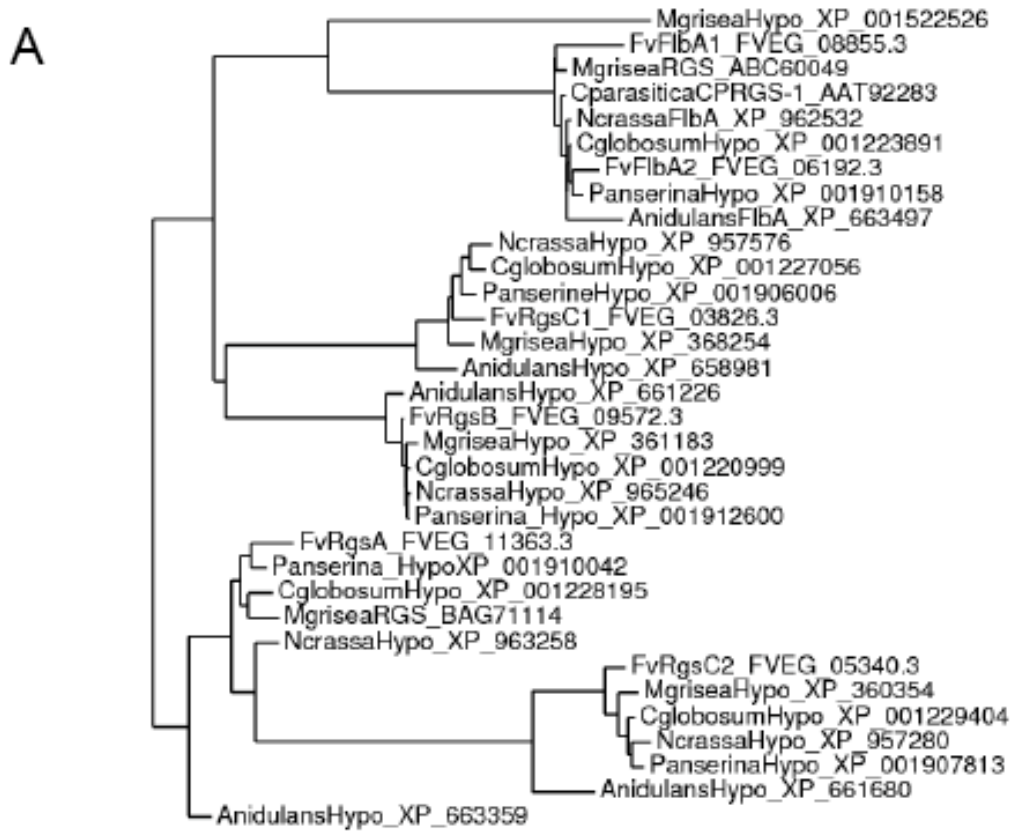 A
MgriseaHypo_XP_001522526
FvFlbA1_FVEG_08855.3
MgriseaRGS_ABC60049
CparasiticaCPRGS-1_AAT92283
NcrassaFlbA_XP_962532
CglobosumHypo_XP_001223891
FvFlbA2_FVEG_06192.3
PanserinaHypo_XP_001910158
AnidulansFlbA_XP_663497
NcrassaHypo_XP_957576
CglobosumHypo_XP_001227056
PanserineHypo_XP_001906006
FvRgsC1_FVEG_03826.3
MgriseaHypo_XP_368254
AnidulansHypo_XP_658981
AnidulansHypo_XP_661226
FvRgsB_FVEG_09572.3
MgriseaHypo_XP_361183
CglobosumHypo_XP_001220999
NcrassaHypo_XP_965246
Panserina_Hypo_XP_001912600
FvRgsA_FVEG_11363.3
Panserina_HypoXP_001910042
CglobosumHypo_XP_001228195
MgriseaRGS_BAG71114
NcrassaHypo_XP_963258
FvRgsC2_FVEG_05340.3
MgriseaHypo_XP_360354
CglobosumHypo_XP_001229404
NcrassaHypo_XP_957280
PanserinaHypo_XP_001907813
AnidulansHypo_XP_661680
AnidulansHypo_XP_663359